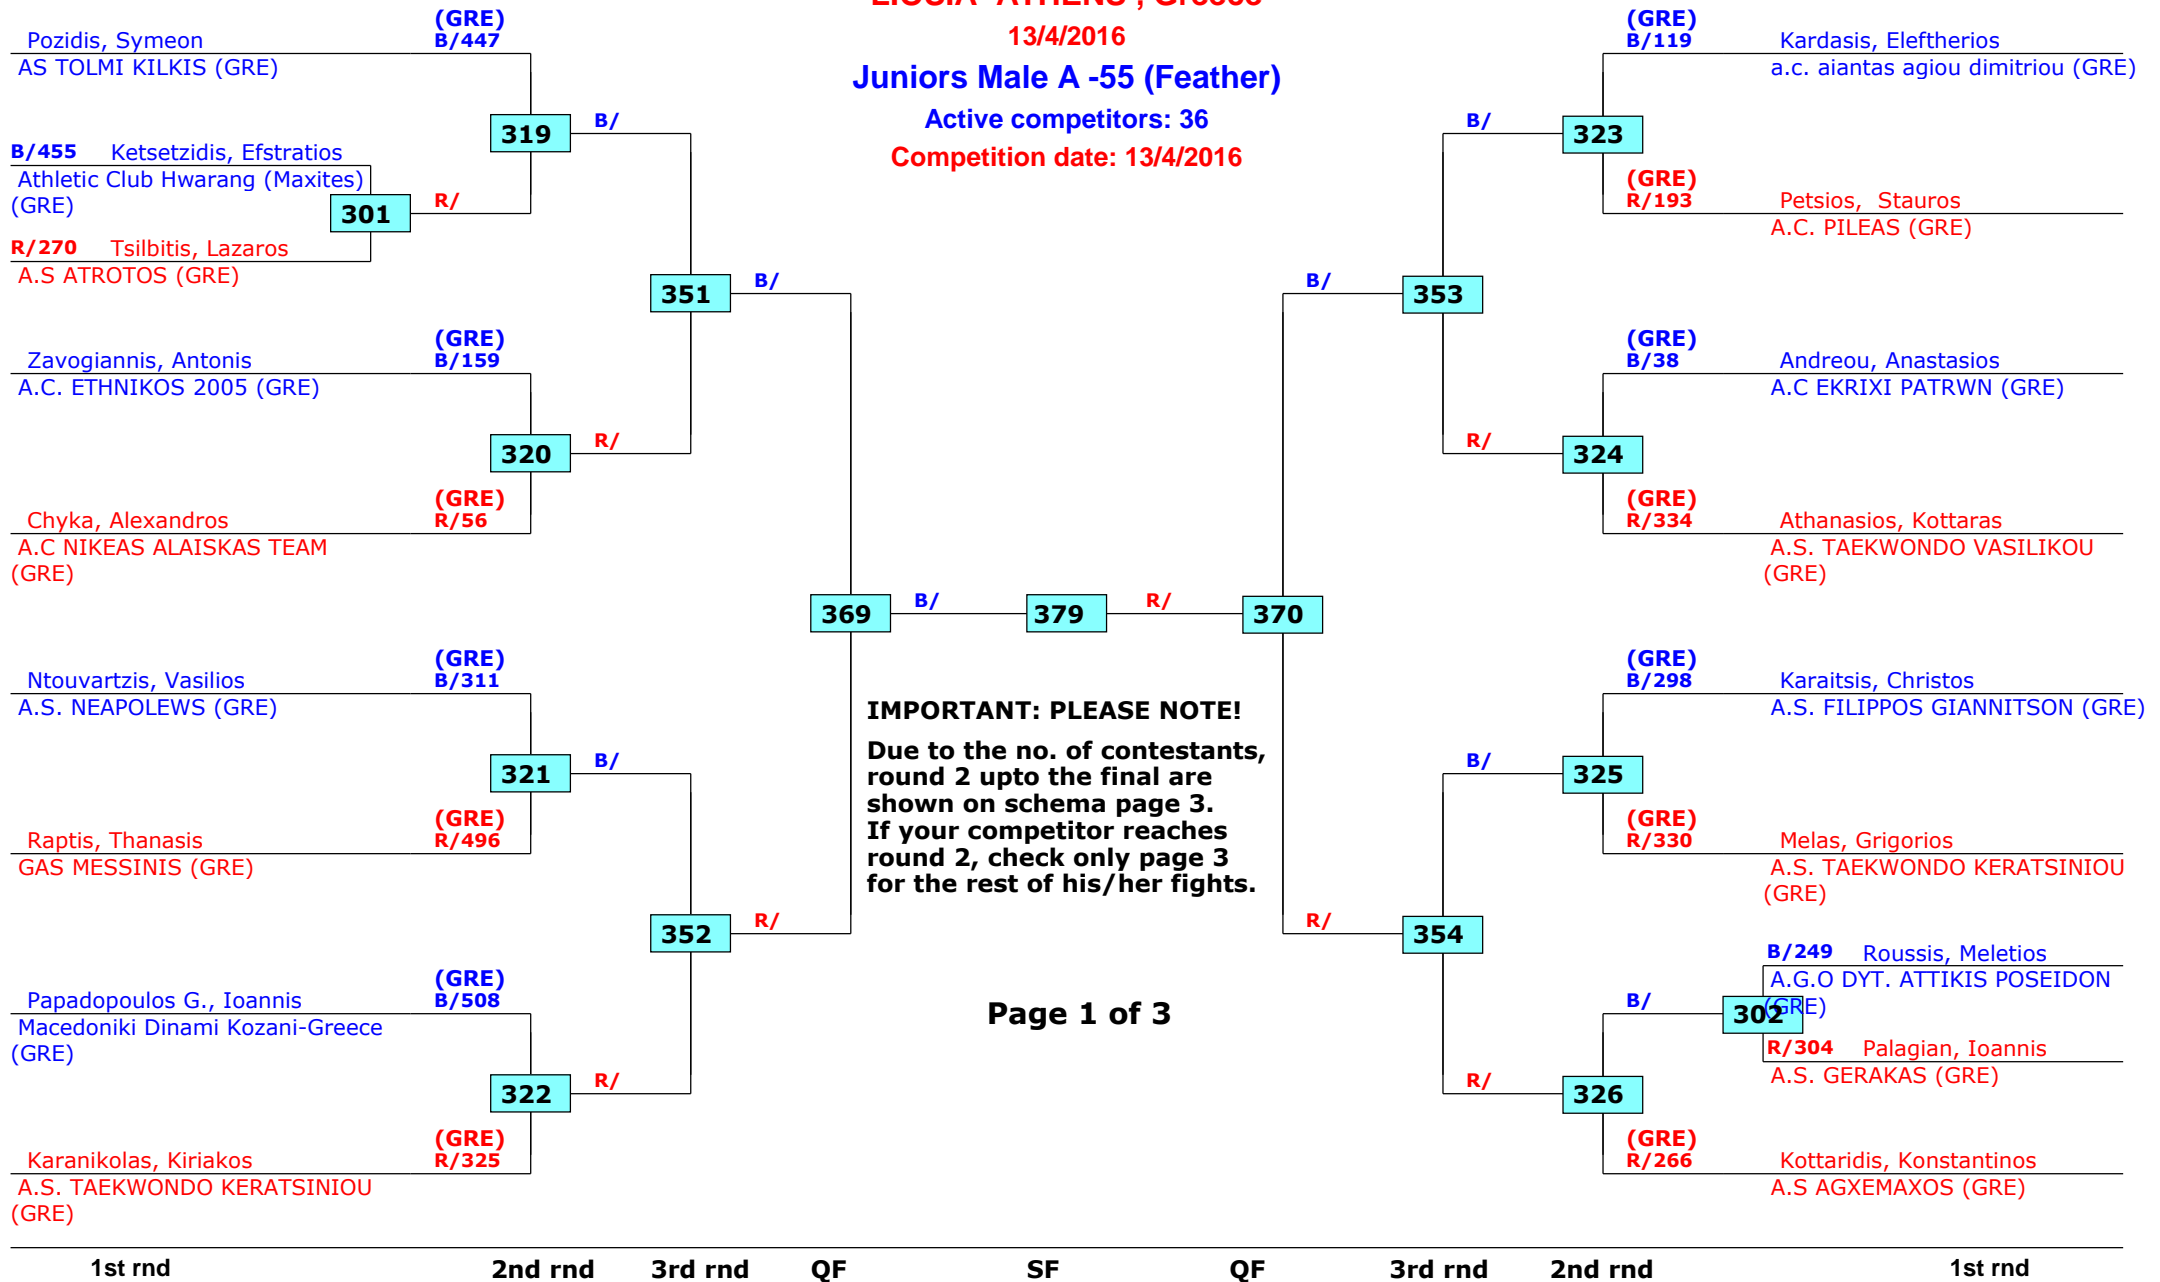 LIOSIA ATHENS , Greece
13/4/2016
Juniors Male A -55 (Feather)
Active competitors: 36
Competition date: 13/4/2016
(GRE)
Pozidis, Symeon B/447
AS TOLMI KILKIS (GRE)
319 B/
B/455 Ketsetzidis, Efstratios
Athletic Club Hwarang (Maxites)
(GRE)
301 R/
R/270 Tsilbitis, Lazaros
A.S ATROTOS (GRE)
351 B/
(GRE)
Zavogiannis, Antonis B/159
A.C. ETHNIKOS 2005 (GRE)
320 R/
(GRE)
Chyka, Alexandros R/56
A.C NIKEAS ALAISKAS TEAM
(GRE)
369 B/ 379 R/ 370
(GRE)
Ntouvartzis, Vasilios B/311
A.S. NEAPOLEWS (GRE)
321 B/
(GRE)
Raptis, Thanasis R/496
GAS MESSINIS (GRE)
352 R/
(GRE)
Papadopoulos G., Ioannis B/508
Macedoniki Dinami Kozani-Greece
(GRE)
322 R/
(GRE)
Karanikolas, Kiriakos R/325
A.S. TAEKWONDO KERATSINIOU
(GRE)
IMPORTANT: PLEASE NOTE!
Due to the no. of contestants,
round 2 upto the final are
shown on schema page 3.
If your competitor reaches
round 2, check only page 3
for the rest of his/her fights.
Page 1 of 3
(GRE)
B/119 Kardasis, Eleftherios
a.c. aiantas agiou dimitriou (GRE)
B/ 323
(GRE)
R/193 Petsios, Stauros
A.C. PILEAS (GRE)
B/ 353
(GRE)
B/38 Andreou, Anastasios
A.C EKRIXI PATRWN (GRE)
R/ 324
(GRE)
R/334 Athanasios, Kottaras
A.S. TAEKWONDO VASILIKOU
(GRE)
(GRE)
B/298 Karaitsis, Christos
A.S. FILIPPOS GIANNITSON (GRE)
B/ 325
(GRE)
R/330 Melas, Grigorios
A.S. TAEKWONDO KERATSINIOU
(GRE)
R/ 354
B/249 Roussis, Meletios
A.G.O DYT. ATTIKIS POSEIDON
(GRE)
B/ 302
R/304 Palagian, Ioannis
A.S. GERAKAS (GRE)
R/ 326
(GRE)
R/266 Kottaridis, Konstantinos
A.S AGXEMAXOS (GRE)
1st rnd 2nd rnd 3rd rnd QF SF QF 3rd rnd 2nd rnd 1st rnd